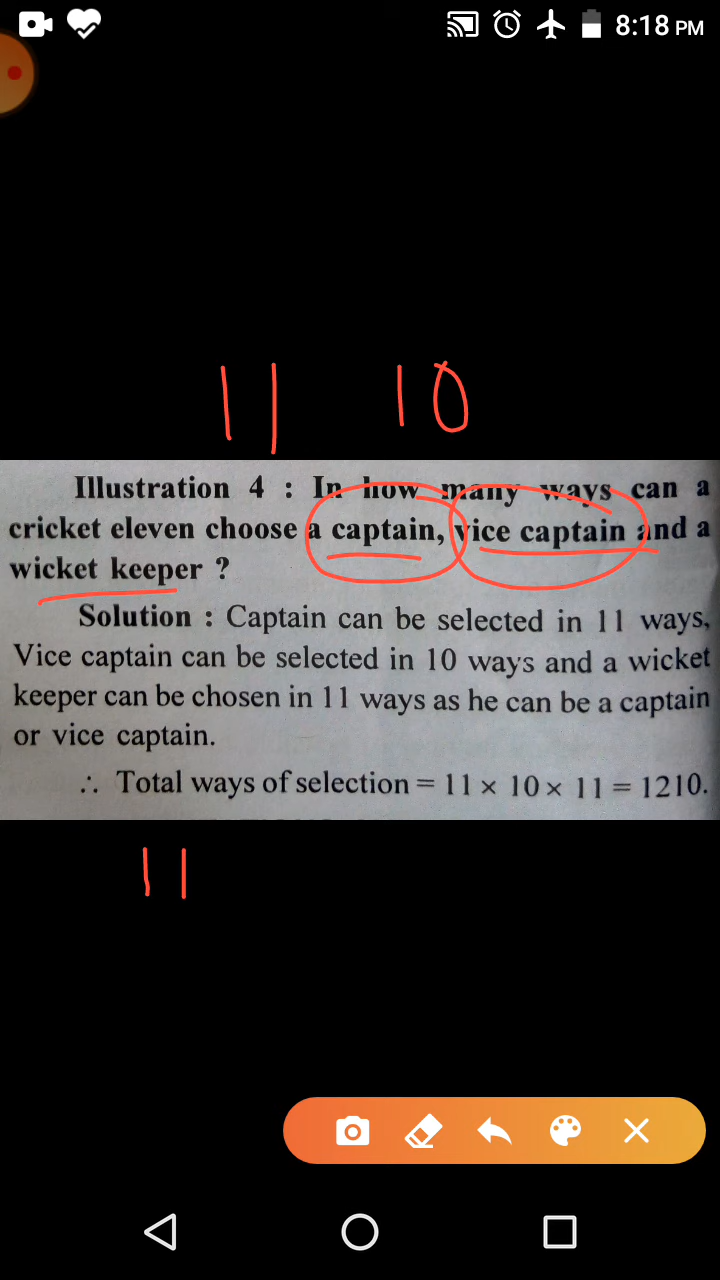 8:18 PM
11 10
Illustration 4 : In how many ways can a
cricket eleven choose a captain, vice captain and a
wicket keeper ?
Solution : Captain can be selected in 11 ways,
Vice captain can be selected in 10 ways and a wicket
keeper can be chosen in 11 ways as he can be a captain
or vice captain.
∴ Total ways of selection = 11 × 10 × 11 = 1210.
11